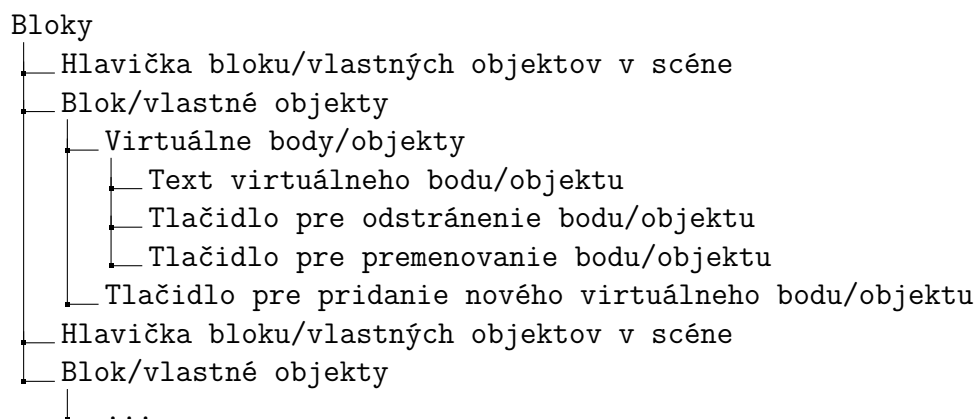 Bloky
Hlavička bloku/vlastných objektov v scéne
Blok/vlastné objekty
Virtuálne body/objekty
Text virtuálneho bodu/objektu
Tlačidlo pre odstránenie bodu/objektu
Tlačidlo pre premenovanie bodu/objektu
Tlačidlo pre pridanie nového virtuálneho bodu/objektu
Hlavička bloku/vlastných objektov v scéne
Blok/vlastné objekty
...